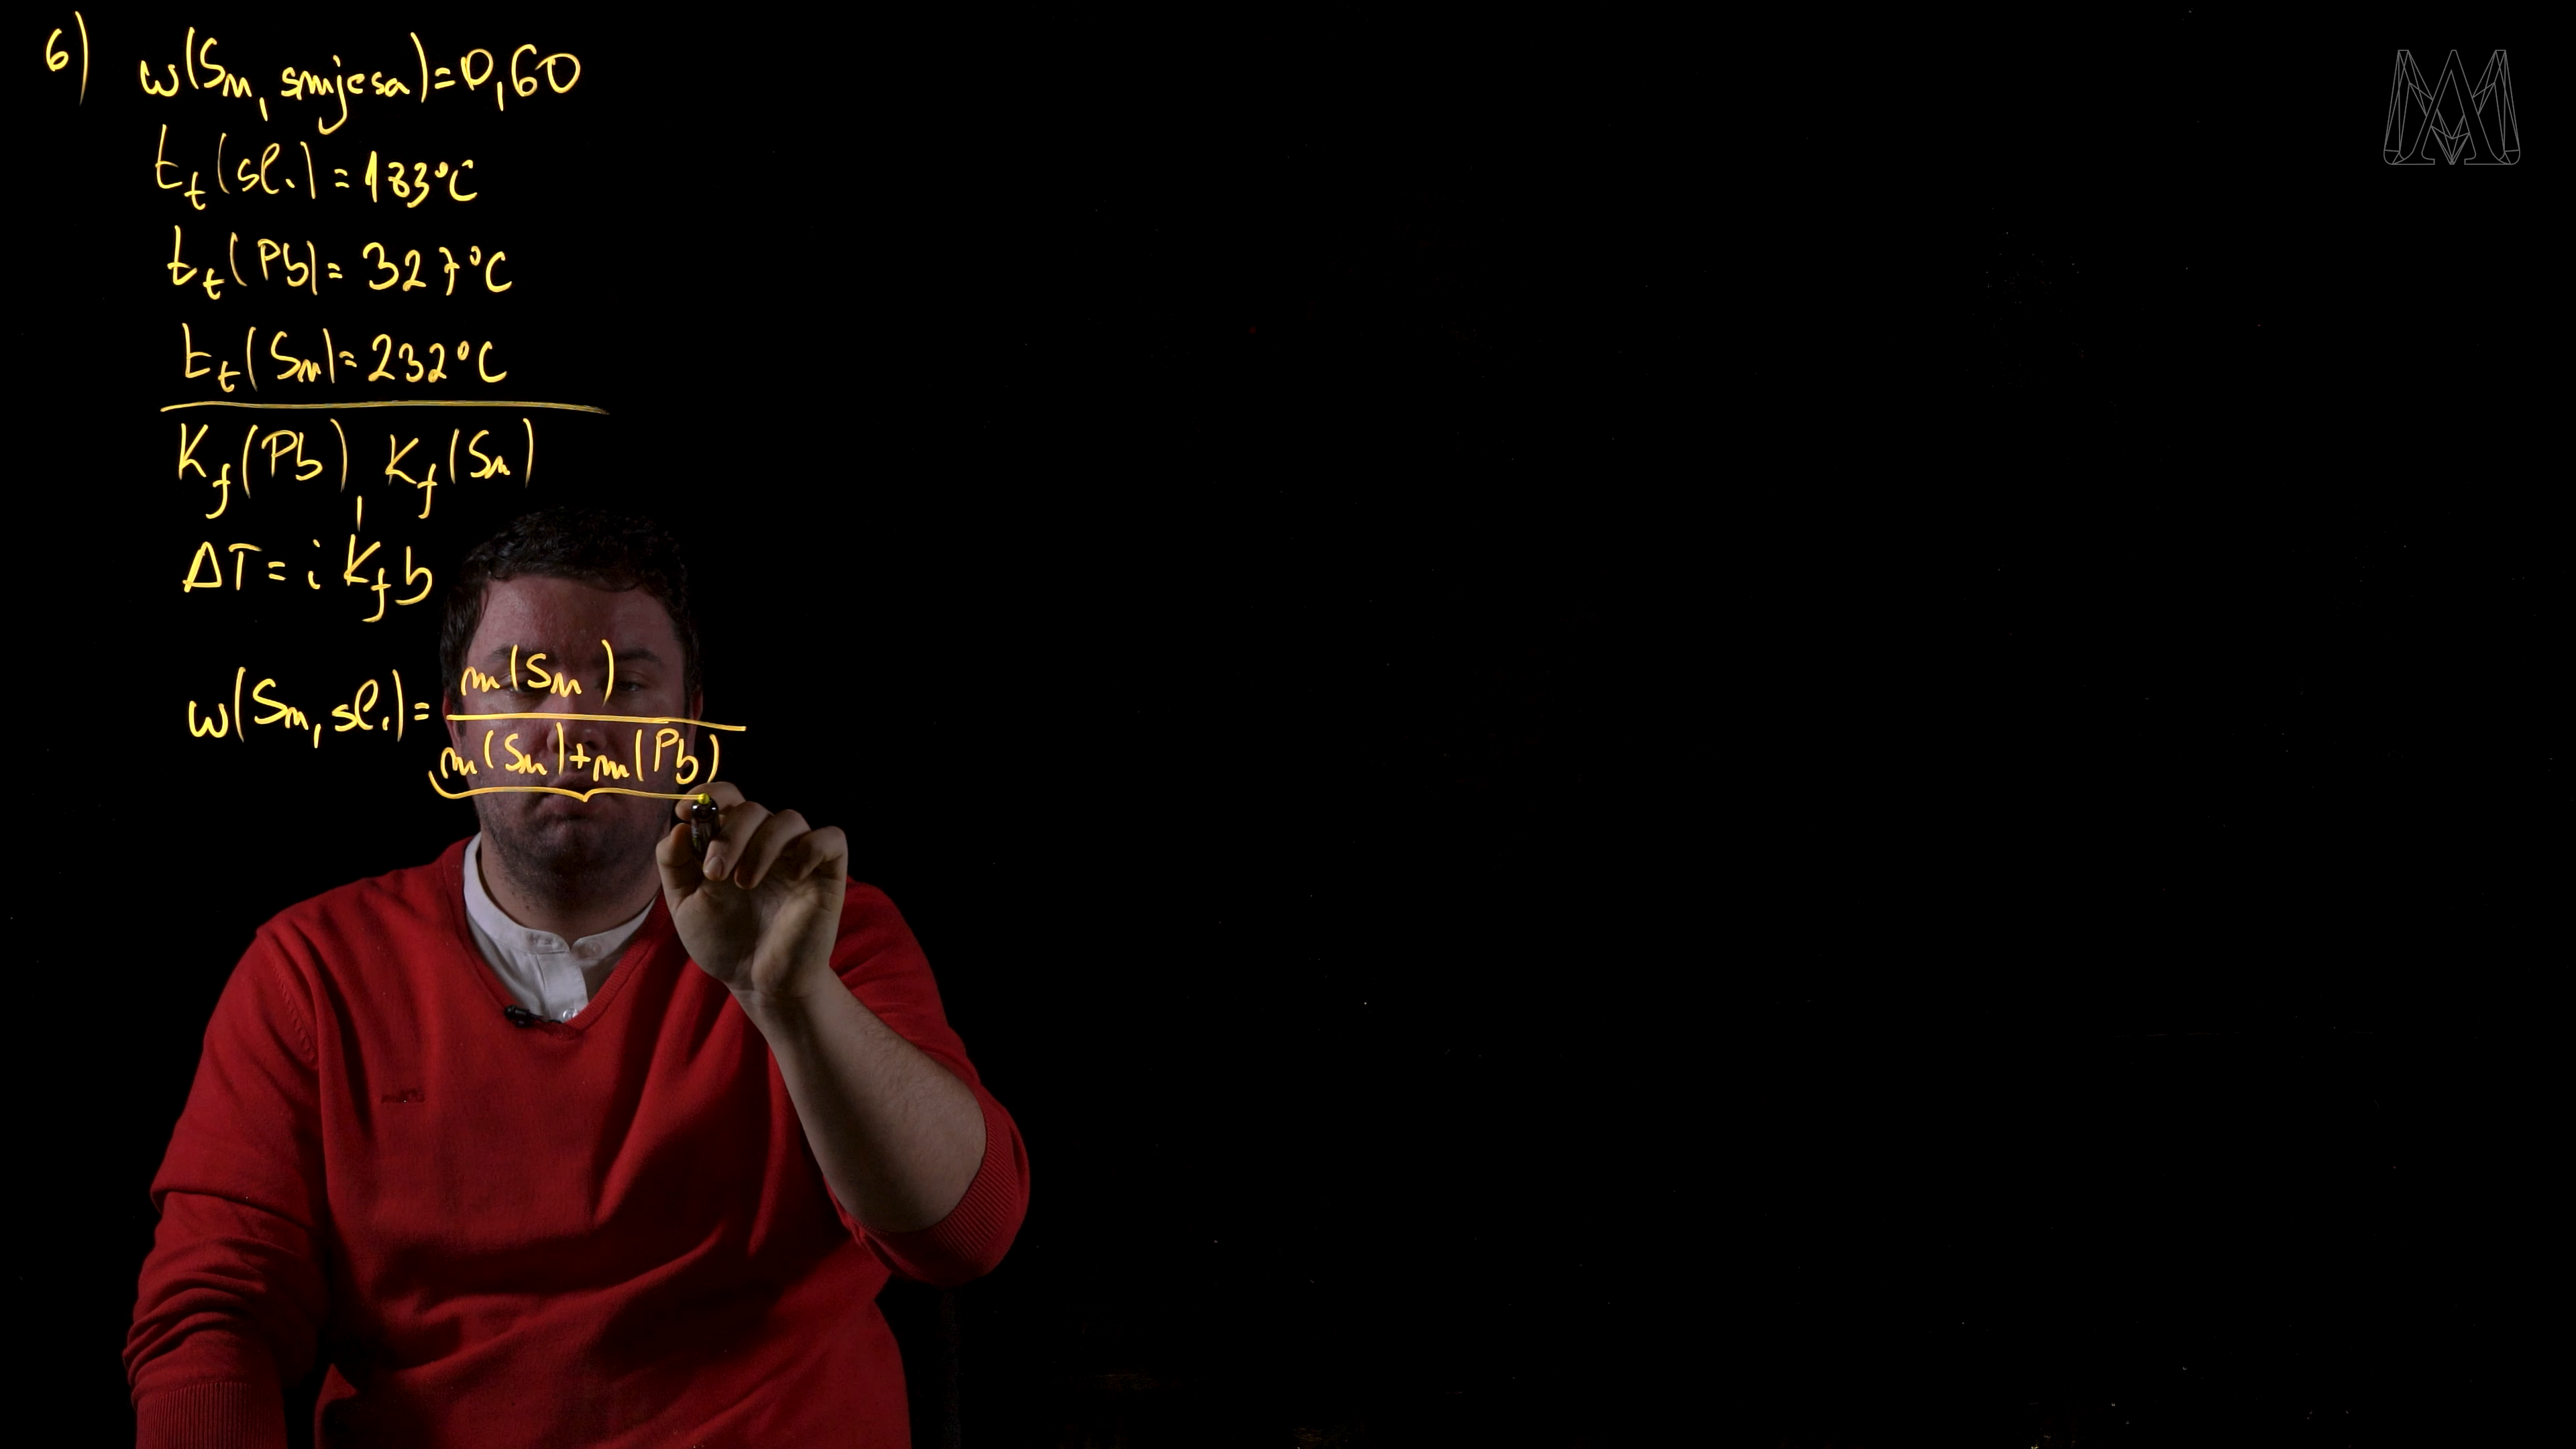 6) w(Sn, smjesa)=0,60
t_t(sl.)=183°C
t_t(Pb)=327°C
t_t(Sn)=232°C
K_f(Pb), K_f(Sn)
ΔT = i K_f b
w(Sn, sl.) = m(Sn) / m(Sn)+m(Pb)